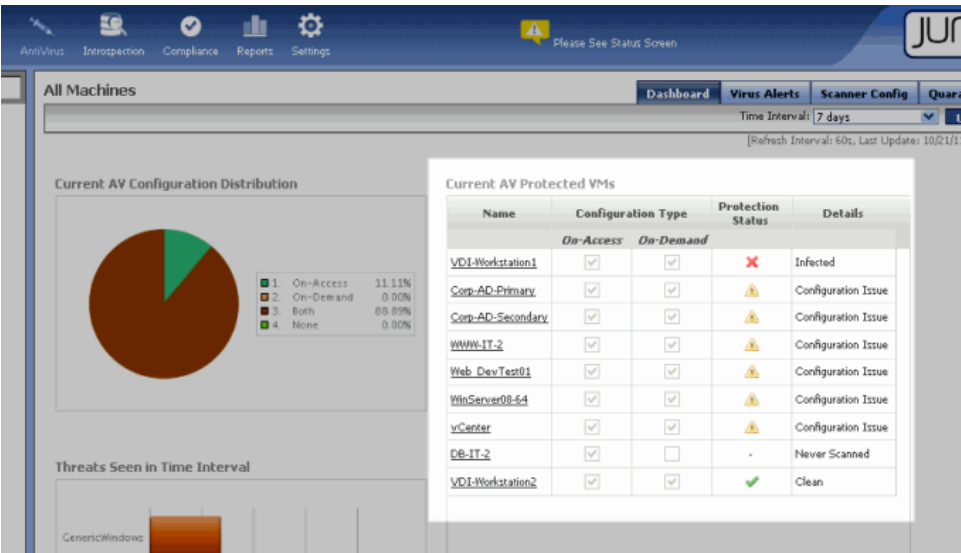 AntiVirus Introspection Compliance Reports Settings
Please See Status Screen
All Machines
Dashboard Virus Alerts Scanner Config
Time Interval: 7 days
[Refresh Interval: 60s, Last Update:
Current AV Configuration Distribution
1. On-Access 11.11%
2. On-Demand 0.00%
3. Both 88.89%
4. None 0.00%
Current AV Protected VMs
Name Configuration Type Protection Status Details
On-Access On-Demand
VDI-Workstation1 Infected
Corp-AD-Primary Configuration Issue
Corp-AD-Secondary Configuration Issue
WWW-IT-2 Configuration Issue
Web_DevTest01 Configuration Issue
WinServer08-64 Configuration Issue
vCenter Configuration Issue
DB-IT-2 - Never Scanned
VDI-Workstation2 Clean
Threats Seen in Time Interval
GenericWindows